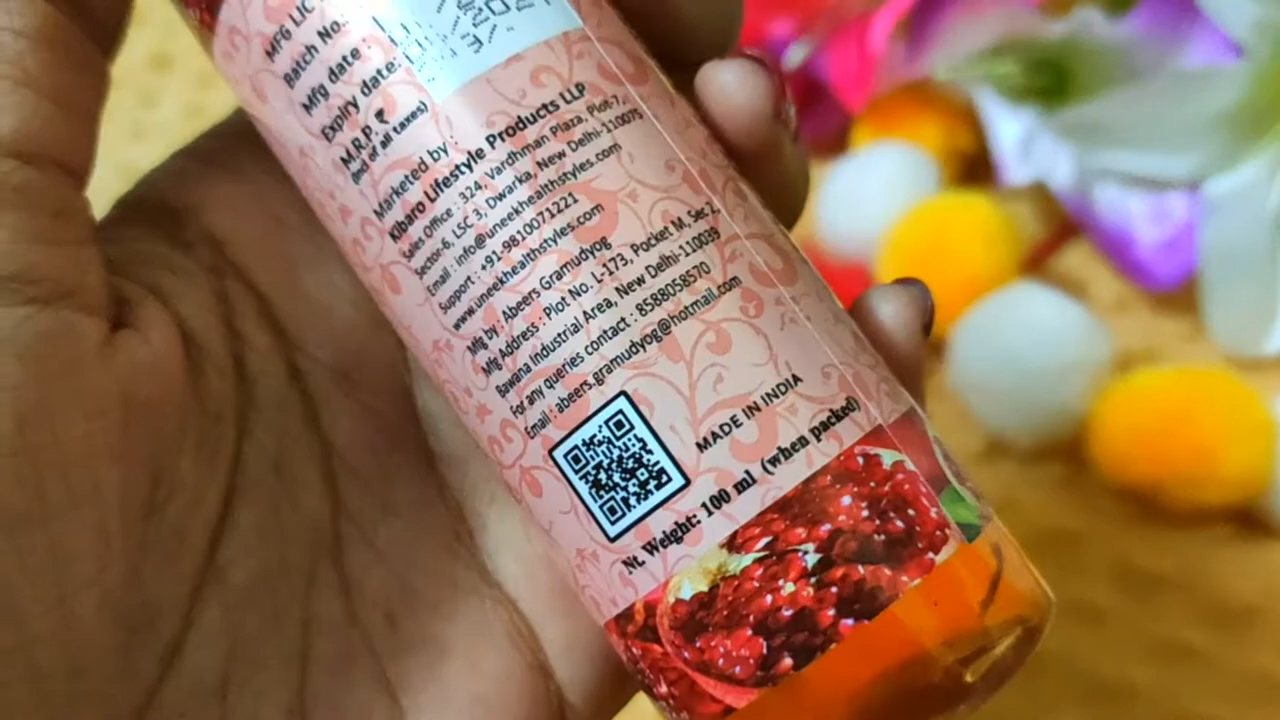 MFG LIC
Batch No.:
Mfg date :
Expiry date:
M.R.P. ₹
(Incl of all taxes)
Marketed by :
Kibaro Lifestyle Products LLP
Sales Office : 324, Vardhman Plaza, Plot-7,
Sector-6, LSC 3, Dwarka, New Delhi-110075
Email : info@uneekhealthstyles.com
Support : +91-9810071221
www.uneekhealthstyles.com
Mfg by : Abeers Gramudyog
Mfg Address : Plot No. L-173, Pocket M, Sec 2,
Bawana Industrial Area, New Delhi-110039
For any queries contact : 8588058570
Email : abeers.gramudyog@hotmail.com
MADE IN INDIA
Nt. Weight: 100 ml (when packed)